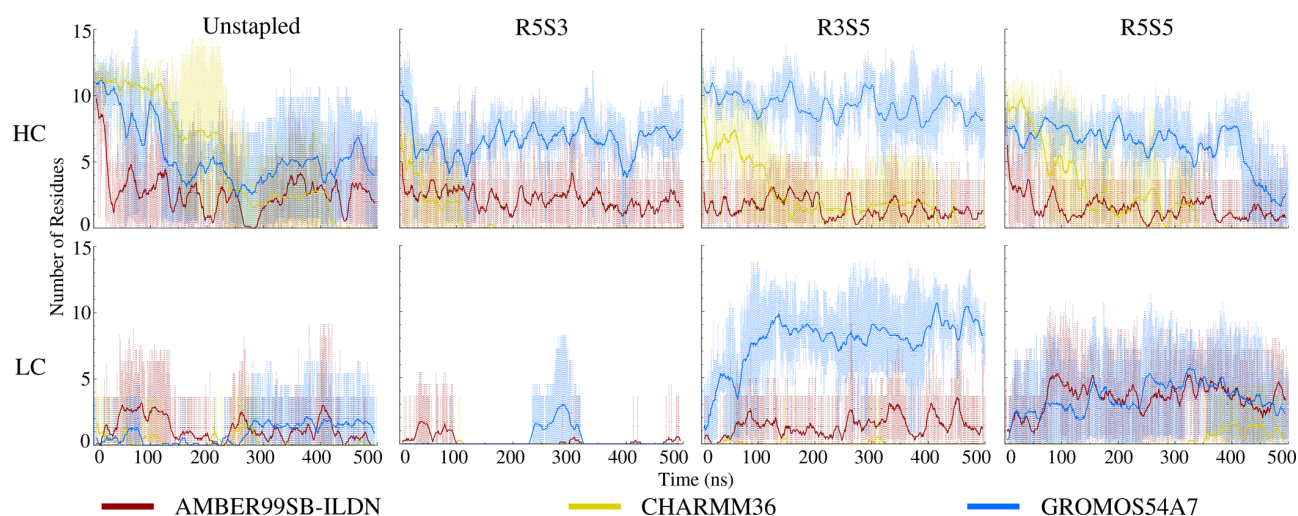 Unstapled R5S3 R3S5 R5S5
15
10
5
0
HC
Number of Residues
15
10
5
0
LC
0 100 200 300 400 500 0 100 200 300 400 500 0 100 200 300 400 500 0 100 200 300 400 500
Time (ns)
AMBER99SB-ILDN CHARMM36 GROMOS54A7